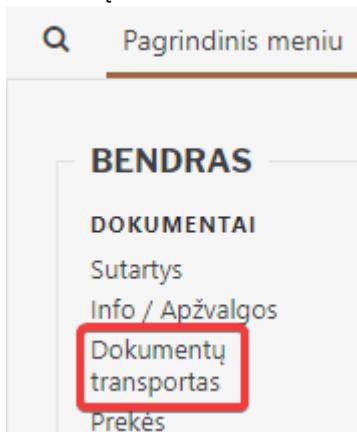 Pagrindinis meniu
BENDRAS
DOKUMENTAI
Sutartys
Info / Apžvalgos
Dokumentų
transportas
Prekės